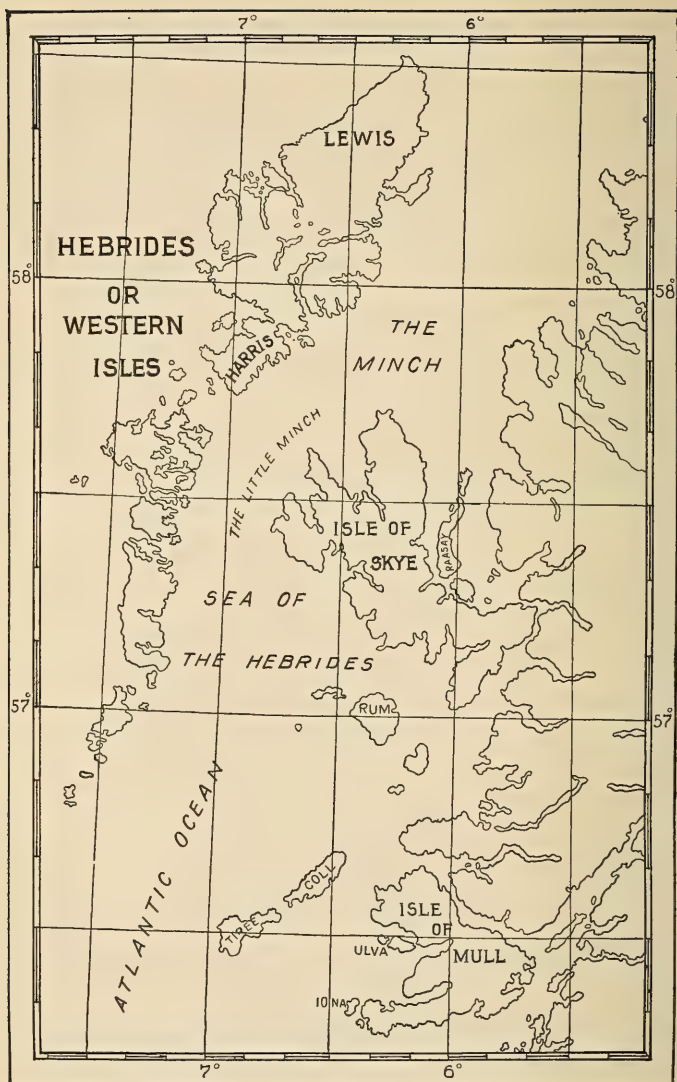 7° 6°
LEWIS
HEBRIDES
OR
WESTERN
ISLES
58° 58°
THE
MINCH
HARRIS
THE LITTLE MINCH
ISLE OF
SKYE
RAASAY
SEA OF
THE HEBRIDES
RUM
57° 57°
ATLANTIC OCEAN
COLL
TIREE
ISLE
OF
MULL
ULVA
IONA
7° 6°